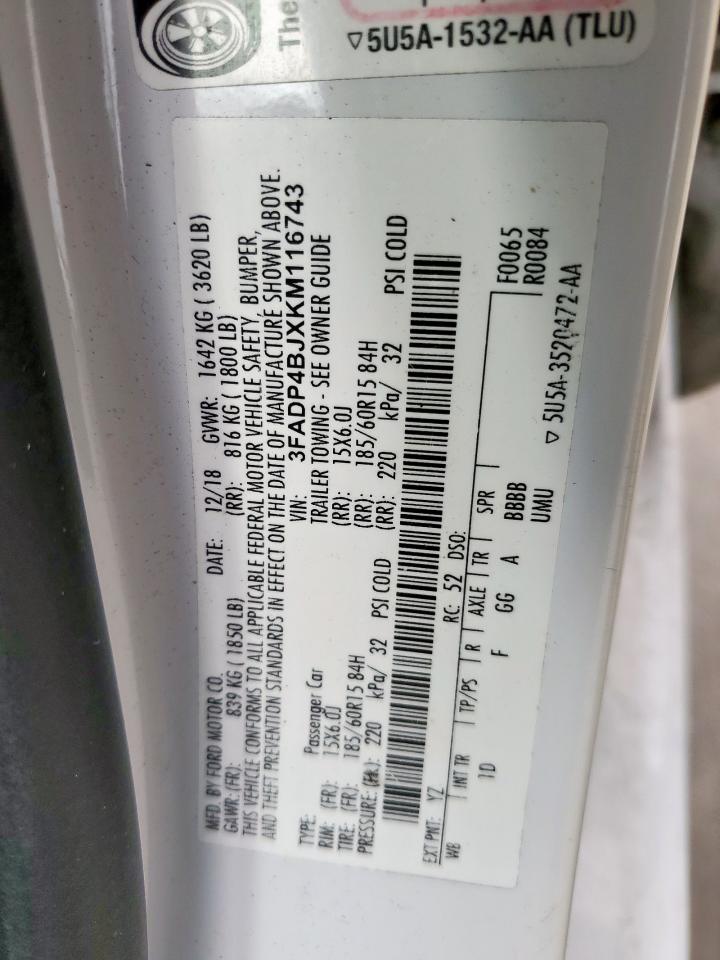 The
▽5U5A-1532-AA (TLU)
MFD. BY FORD MOTOR CO. DATE: 12/18 GVWR: 1642 KG ( 3620 LB)
GAWR: (FR): 839 KG ( 1850 LB) (RR): 816 KG ( 1800 LB)
THIS VEHICLE CONFORMS TO ALL APPLICABLE FEDERAL MOTOR VEHICLE SAFETY, BUMPER,
AND THEFT PREVENTION STANDARDS IN EFFECT ON THE DATE OF MANUFACTURE SHOWN ABOVE.
VIN: 3FADP4BJXKM116743
TYPE: Passenger Car TRAILER TOWING - SEE OWNER GUIDE
RIM: (FR): 15X6.0J (RR): 15X6.0J
TIRE: (FR): 185/60R15 84H (RR): 185/60R15 84H
PRESSURE: (FR): 220 kPa/ 32 PSI COLD (RR): 220 kPa/ 32 PSI COLD
EXT PNT: YZ RC: 52 DSO: F0065
WB INT TR TP/PS R AXLE TR SPR R0084
1D F GG A BBBB
UMU ▽ 5U5A-3520472-AA